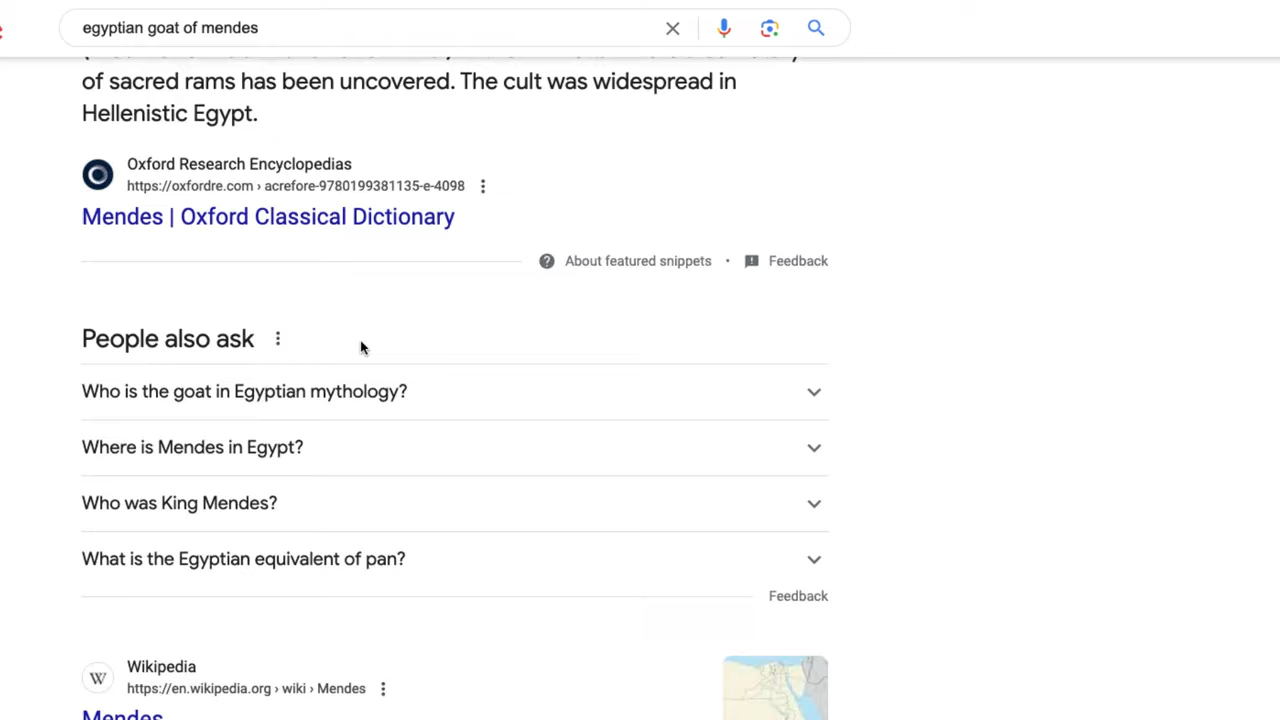 egyptian goat of mendes
of sacred rams has been uncovered. The cult was widespread in
Hellenistic Egypt.
Oxford Research Encyclopedias
https://oxfordre.com › acrefore-9780199381135-e-4098
Mendes | Oxford Classical Dictionary
About featured snippets • Feedback
People also ask
Who is the goat in Egyptian mythology?
Where is Mendes in Egypt?
Who was King Mendes?
What is the Egyptian equivalent of pan?
Feedback
W
Wikipedia
https://en.wikipedia.org › wiki › Mendes
Mendes